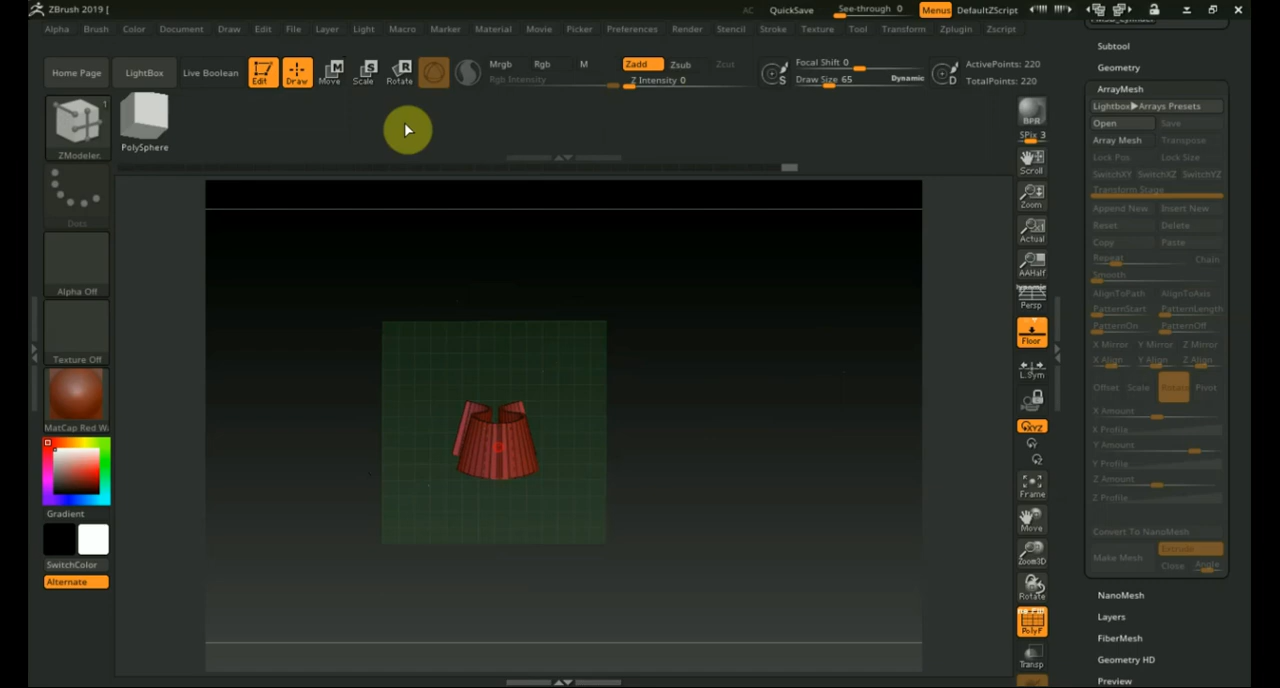 ZBrush 2019 [
AC QuickSave See-through 0 Menus DefaultZScript
Alpha Brush Color Document Draw Edit File Layer Light Macro Marker Material Movie Picker Preferences Render Stencil Stroke Texture Tool Transform Zplugin Zscript
Home Page LightBox Live Boolean Edit Draw Move Scale Rotate
M S R
Mrgb Rgb M Zadd Zsub Zcut
Rgb Intensity Z Intensity 0
S Focal Shift 0
Draw Size 65 Dynamic
D ActivePoints: 220
TotalPoints: 220
1
ZModeler.
PolySphere
Dots
Alpha Off
Texture Off
MatCap Red Wa
Gradient
SwitchColor
Alternate
BPR
SPix 3
Scroll
Zoom
Actual
AAHalf
Dynamic
Persp
Floor
L.Sym
XYZ
Frame
Move
Zoom3D
Rotate
PolyF
Transp
Subtool
Geometry
ArrayMesh
Lightbox▶Arrays Presets
Open Save
Array Mesh Transpose
Lock Pos Lock Size
SwitchXY SwitchXZ SwitchYZ
Transform Stage
Append New Insert New
Reset Delete
Copy Paste
Repeat Chain
Smooth
AlignToPath AlignToAxis
PatternStart PatternLength
PatternOn PatternOff
X Mirror Y Mirror Z Mirror
X Align Y Align Z Align
Offset Scale Rotate Pivot
X Amount
X Profile
Y Amount
Y Profile
Z Amount
Z Profile
Convert To NanoMesh
Make Mesh Extrude
Close Angle
NanoMesh
Layers
FiberMesh
Geometry HD
Preview